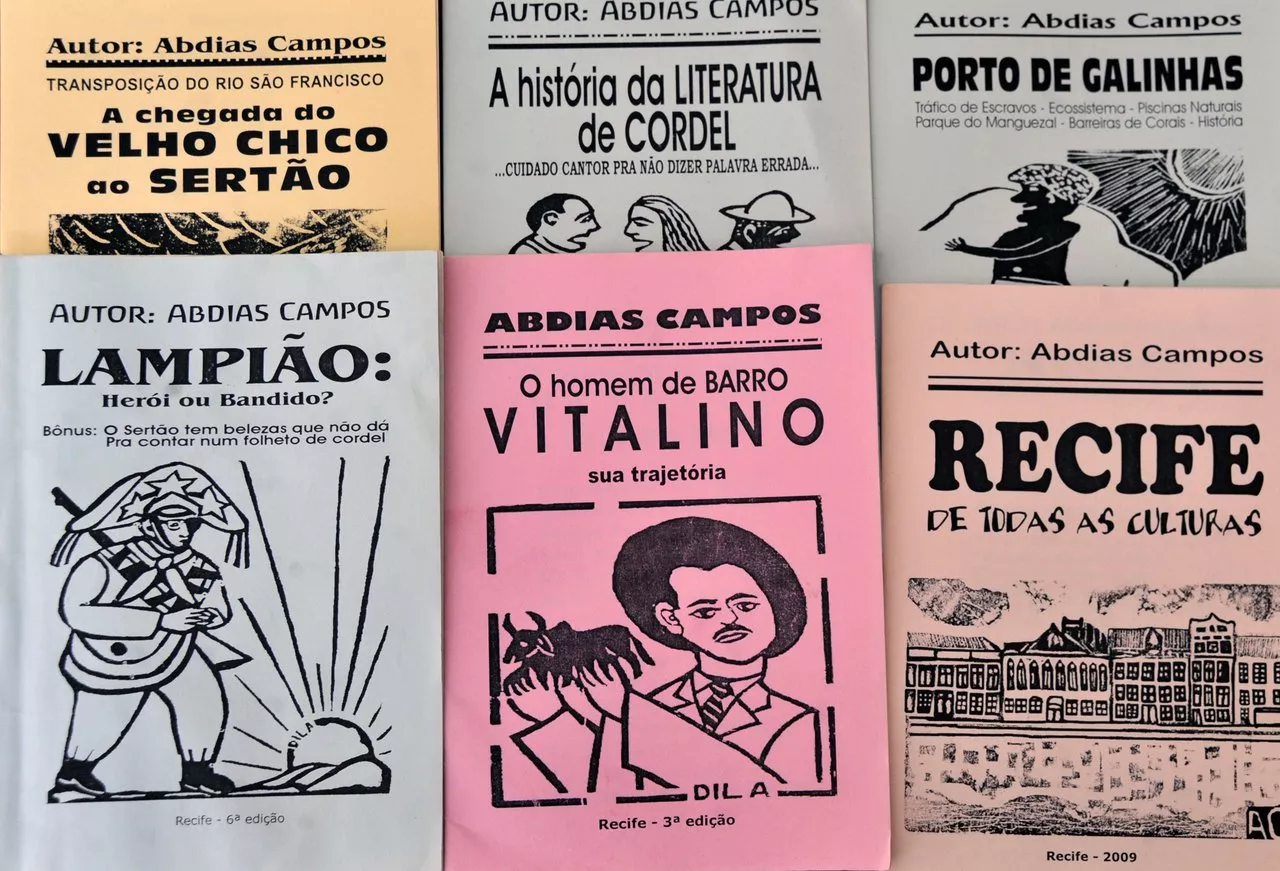 Autor: Abdias Campos
TRANSPOSIÇÃO DO RIO SÃO FRANCISCO
A chegada do
VELHO CHICO
ao SERTÃO
AUTOR: ABDIAS CAMPOS
A história da LITERATURA
de CORDEL
...CUIDADO CANTOR PRA NÃO DIZER PALAVRA ERRADA...
Autor: Abdias Campos
PORTO DE GALINHAS
Tráfico de Escravos - Ecossistema - Piscinas Naturais
Parque do Manguezal - Barreiras de Corais - História
AUTOR: ABDIAS CAMPOS
LAMPIÃO:
Herói ou Bandido?
Bônus: O Sertão tem belezas que não dá
Pra contar num folheto de cordel
DILA
Recife - 6ª edição
ABDIAS CAMPOS
O homem de BARRO
VITALINO
sua trajetória
DILA
Recife - 3ª edição
Autor: Abdias Campos
RECIFE
DE TODAS AS CULTURAS
Recife - 2009